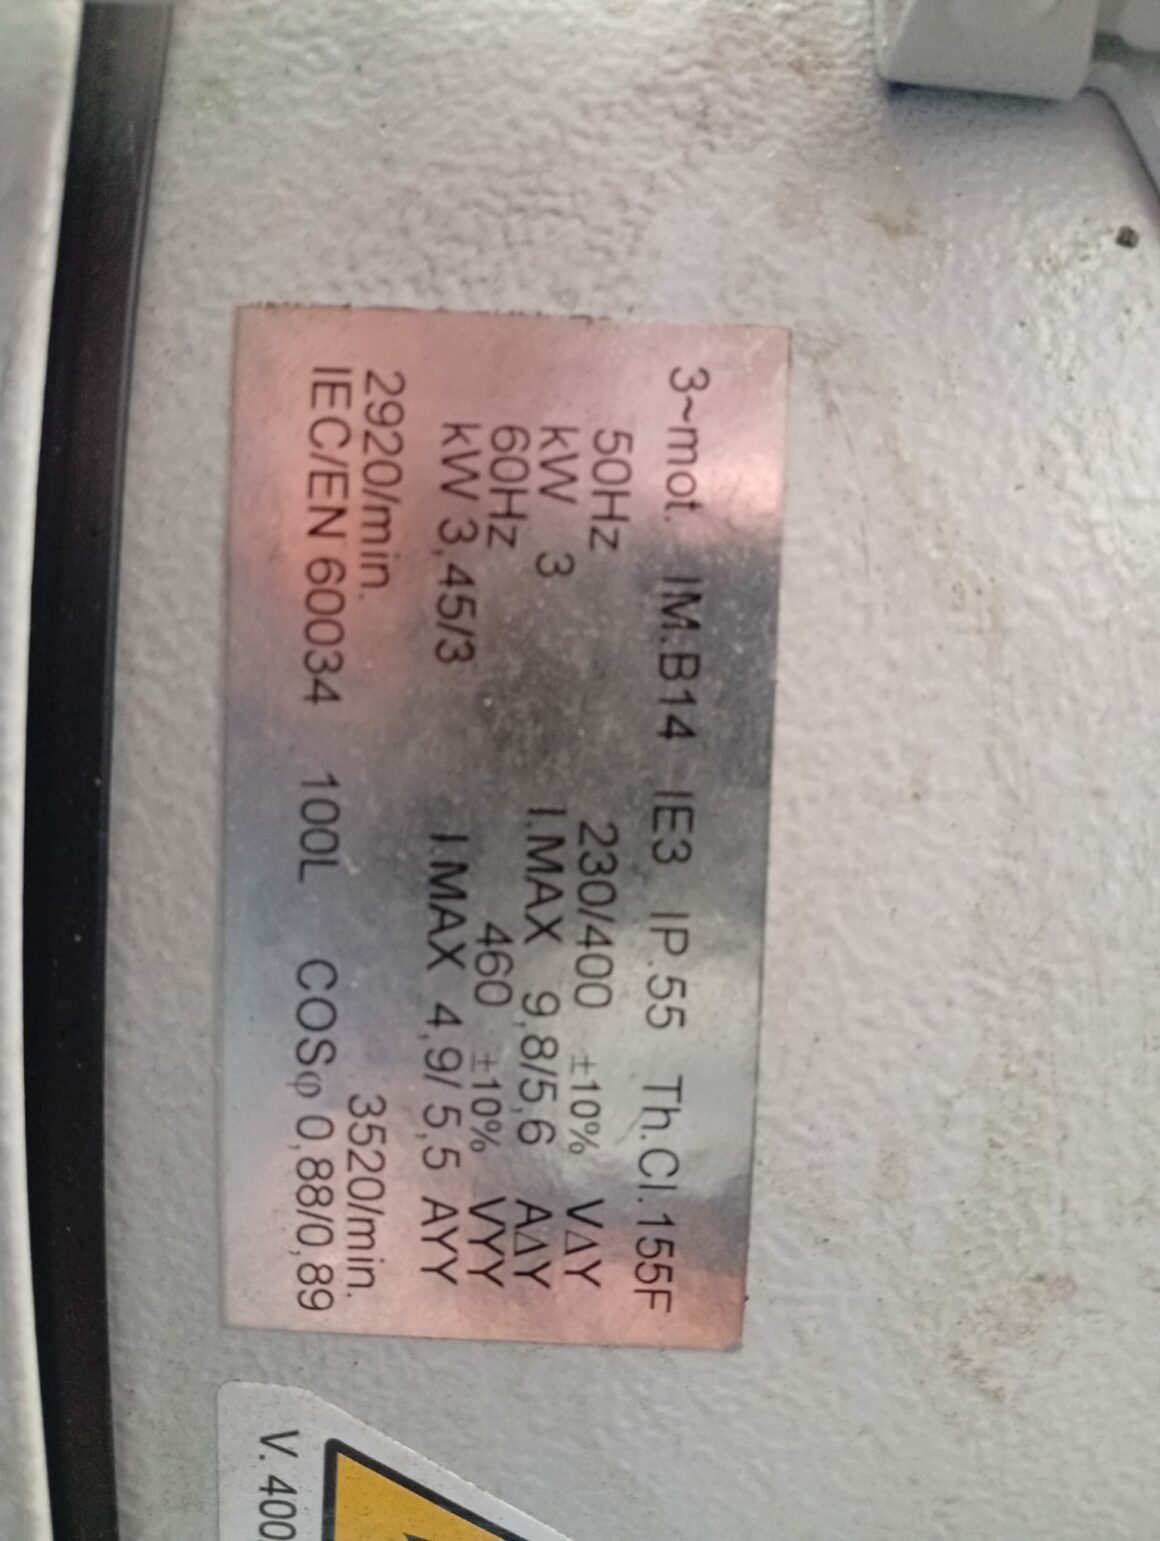 3~mot. IM.B14 IE3 IP.55 Th.Cl.155F
50Hz 230/400 ±10% VΔY
kW 3 I.MAX 9,8/5,6 AΔY
60Hz 460 ±10% VYY
kW 3,45/3 I.MAX 4,9/ 5,5 AYY
2920/min. 3520/min.
IEC/EN 60034 100L COSφ 0,88/0,89
V. 400